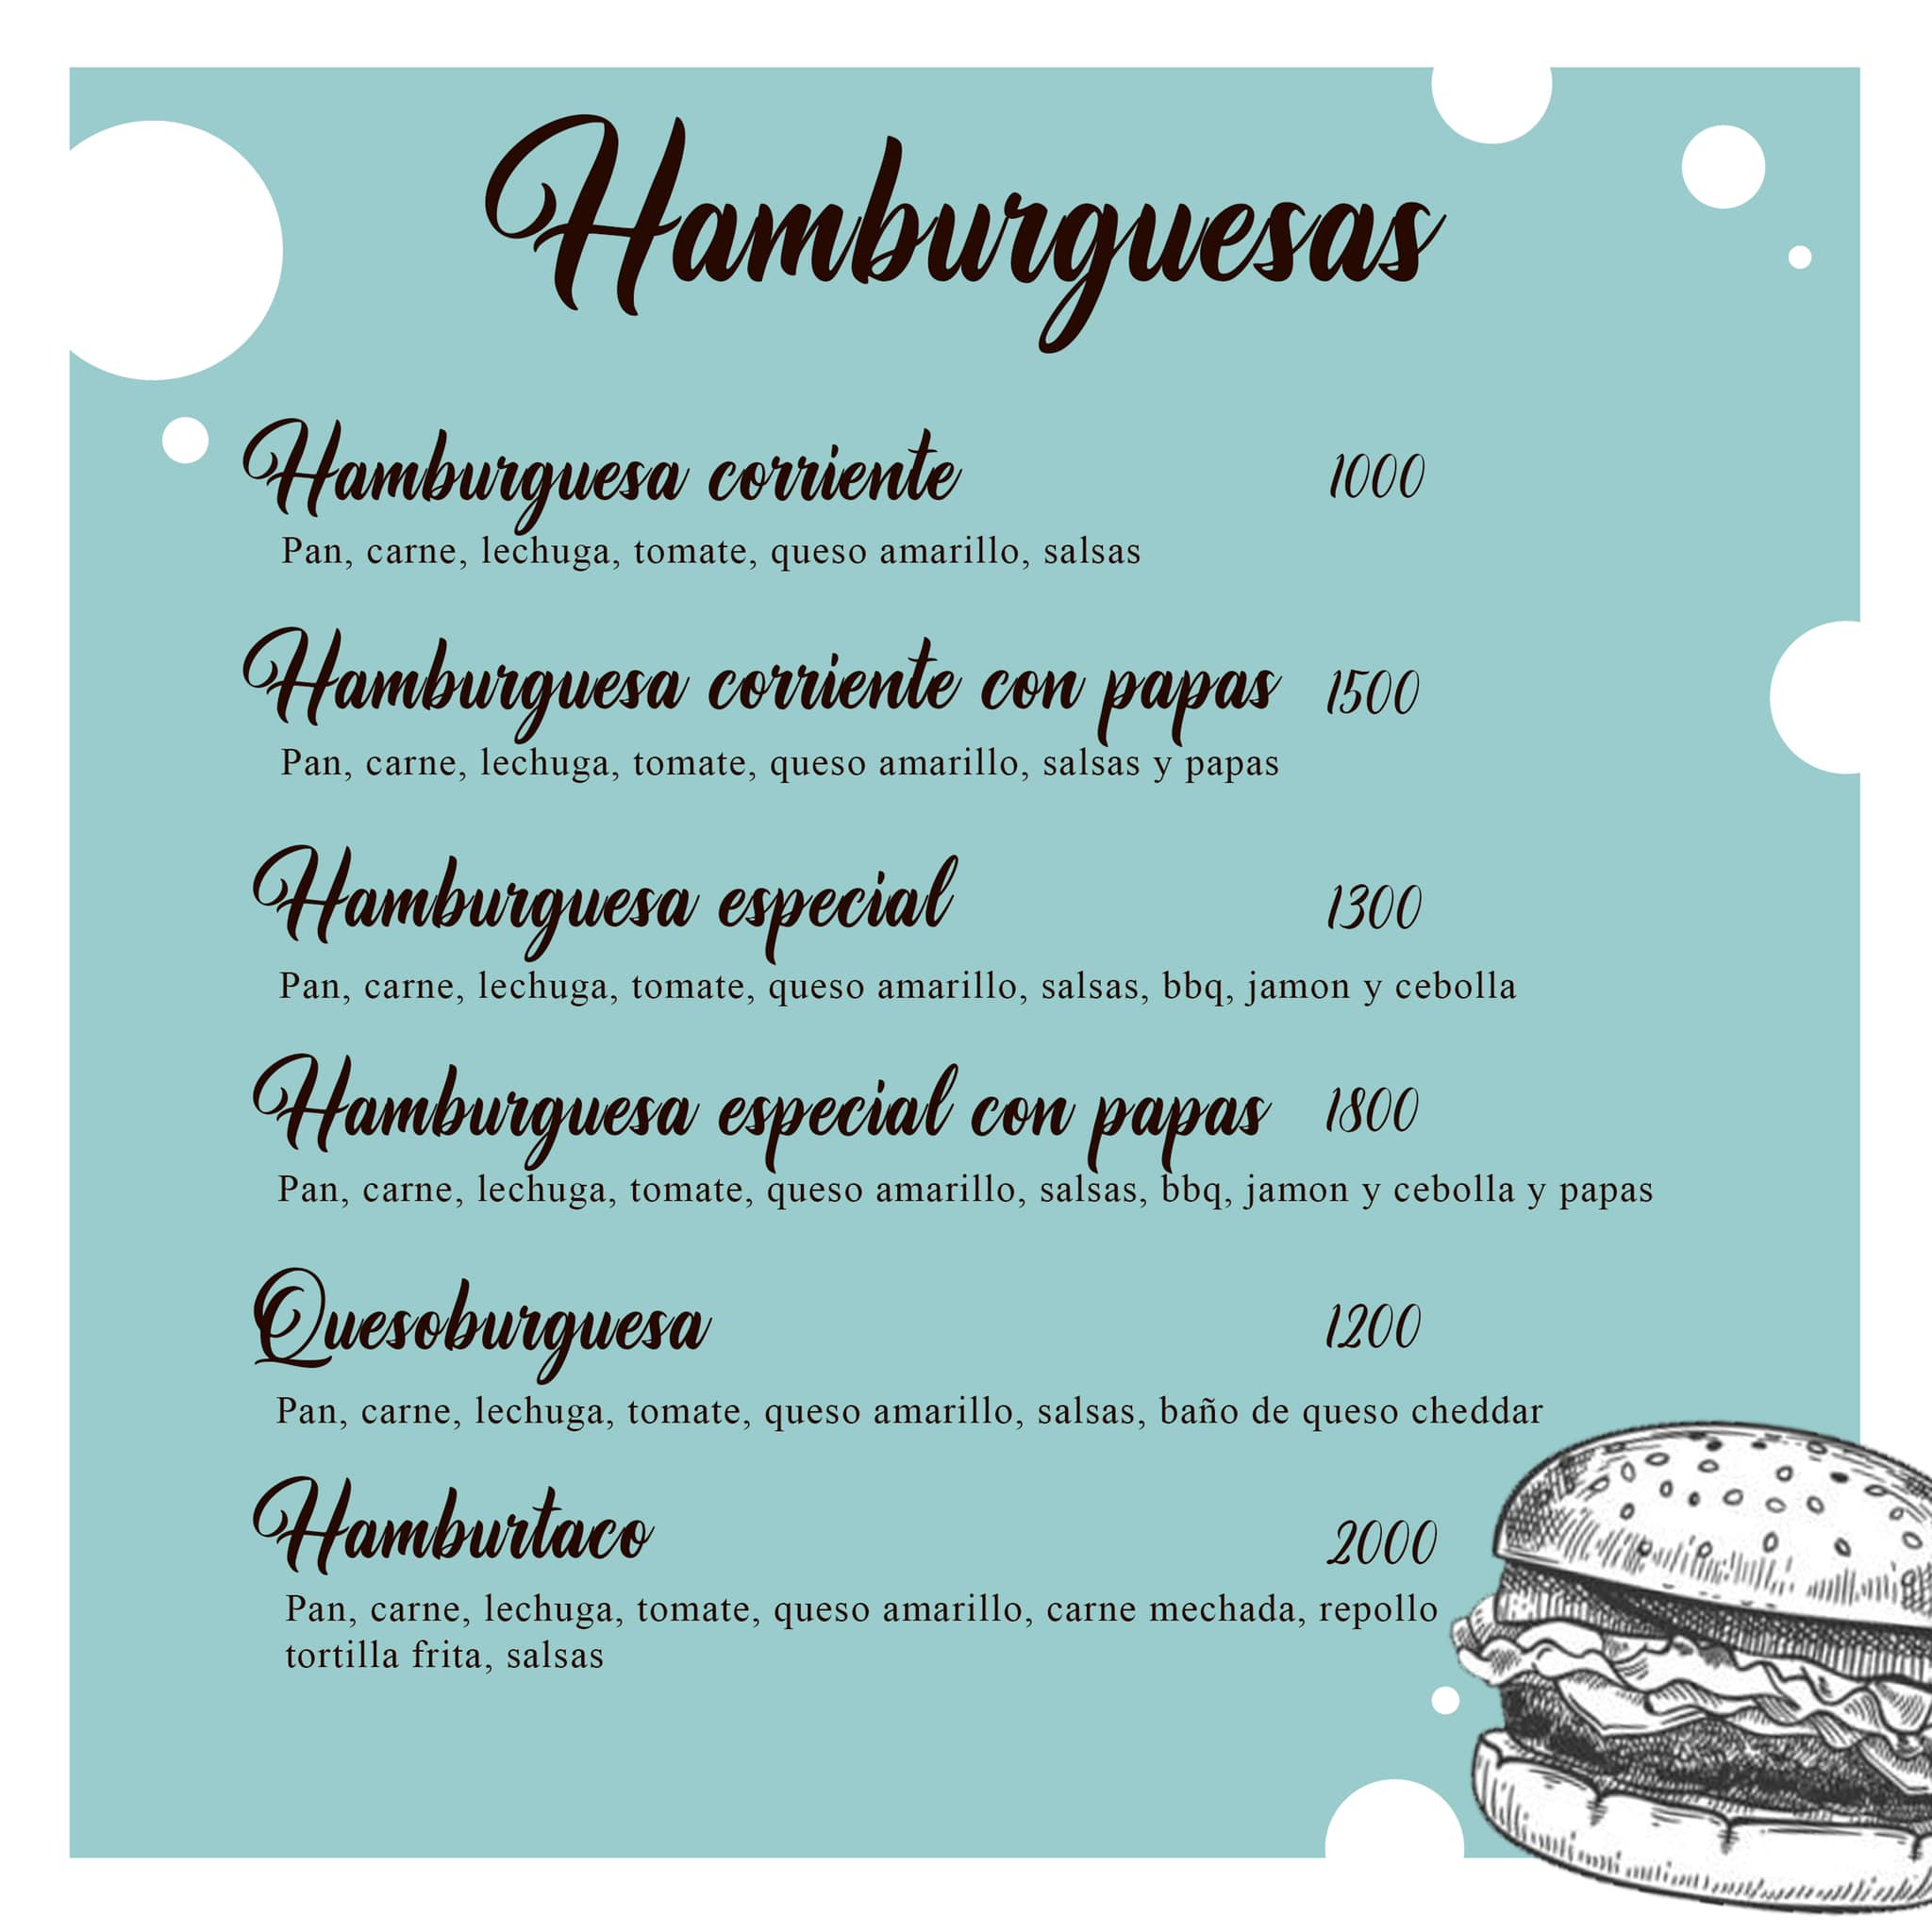 Hamburguesas
Hamburguesa corriente 1000
Pan, carne, lechuga, tomate, queso amarillo, salsas
Hamburguesa corriente con papas 1500
Pan, carne, lechuga, tomate, queso amarillo, salsas y papas
Hamburguesa especial 1300
Pan, carne, lechuga, tomate, queso amarillo, salsas, bbq, jamon y cebolla
Hamburguesa especial con papas 1800
Pan, carne, lechuga, tomate, queso amarillo, salsas, bbq, jamon y cebolla y papas
Quesoburguesa 1200
Pan, carne, lechuga, tomate, queso amarillo, salsas, baño de queso cheddar
Hamburtaco 2000
Pan, carne, lechuga, tomate, queso amarillo, carne mechada, repollo
tortilla frita, salsas